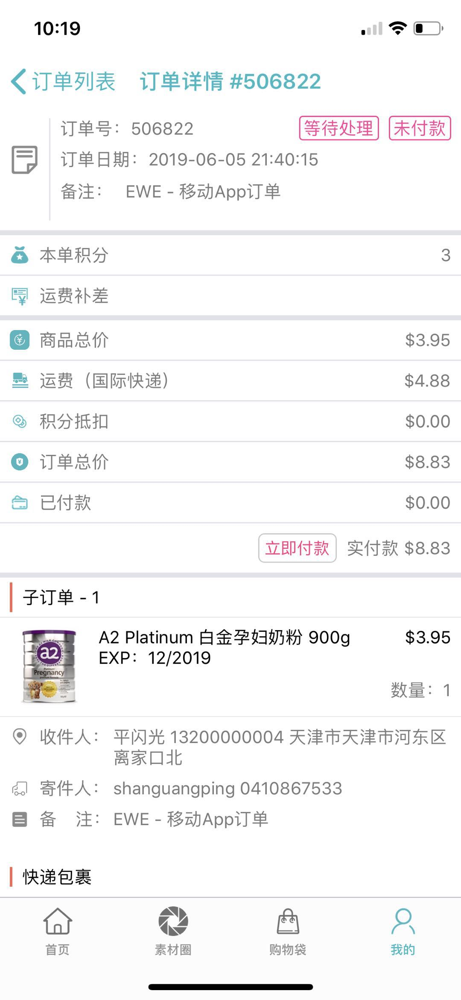 10:19
订单列表 订单详情 #506822
订单号： 506822 等待处理 未付款
订单日期： 2019-06-05 21:40:15
备注： EWE - 移动App订单
本单积分 3
运费补差
商品总价 $3.95
运费（国际快递） $4.88
积分抵扣 $0.00
订单总价 $8.83
已付款 $0.00
立即付款 实付款 $8.83
子订单 - 1
A2 Platinum 白金孕妇奶粉 900g $3.95
EXP： 12/2019
a2
Platinum
Pregnancy
premium formula
数量： 1
收件人： 平闪光 13200000004 天津市天津市河东区
离家口北
寄件人： shanguangping 0410867533
备 注： EWE - 移动App订单
快递包裹
首页 素材圈 购物袋 我的